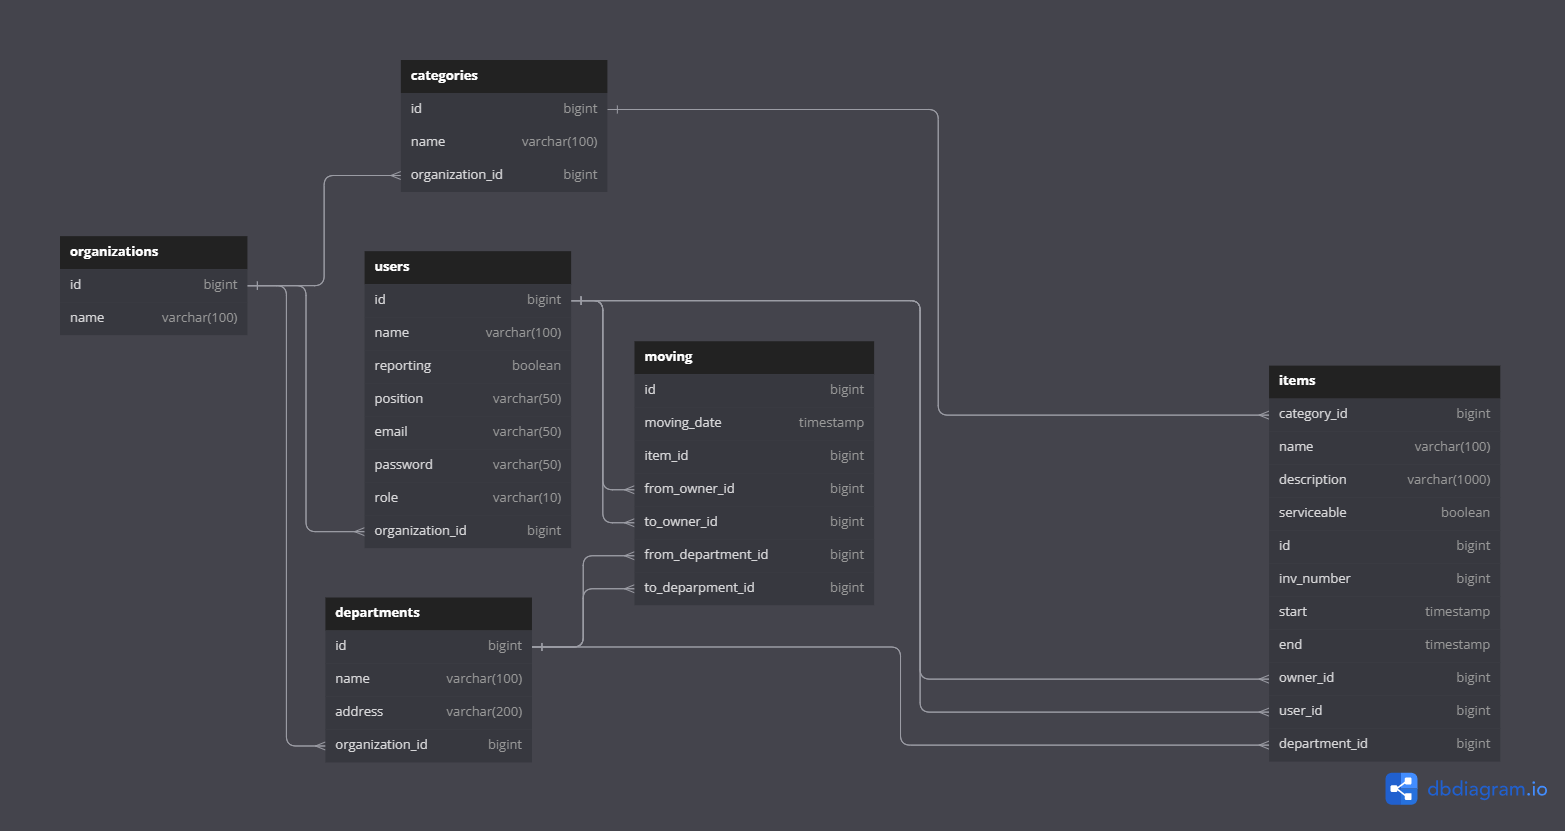 categories
id bigint
name varchar(100)
organization_id bigint
organizations
id bigint
name varchar(100)
users
id bigint
name varchar(100)
reporting boolean
position varchar(50)
email varchar(50)
password varchar(50)
role varchar(10)
organization_id bigint
moving
id bigint
moving_date timestamp
item_id bigint
from_owner_id bigint
to_owner_id bigint
from_department_id bigint
to_deparpment_id bigint
items
category_id bigint
name varchar(100)
description varchar(1000)
serviceable boolean
id bigint
inv_number bigint
start timestamp
end timestamp
owner_id bigint
user_id bigint
department_id bigint
departments
id bigint
name varchar(100)
address varchar(200)
organization_id bigint
dbdiagram.io